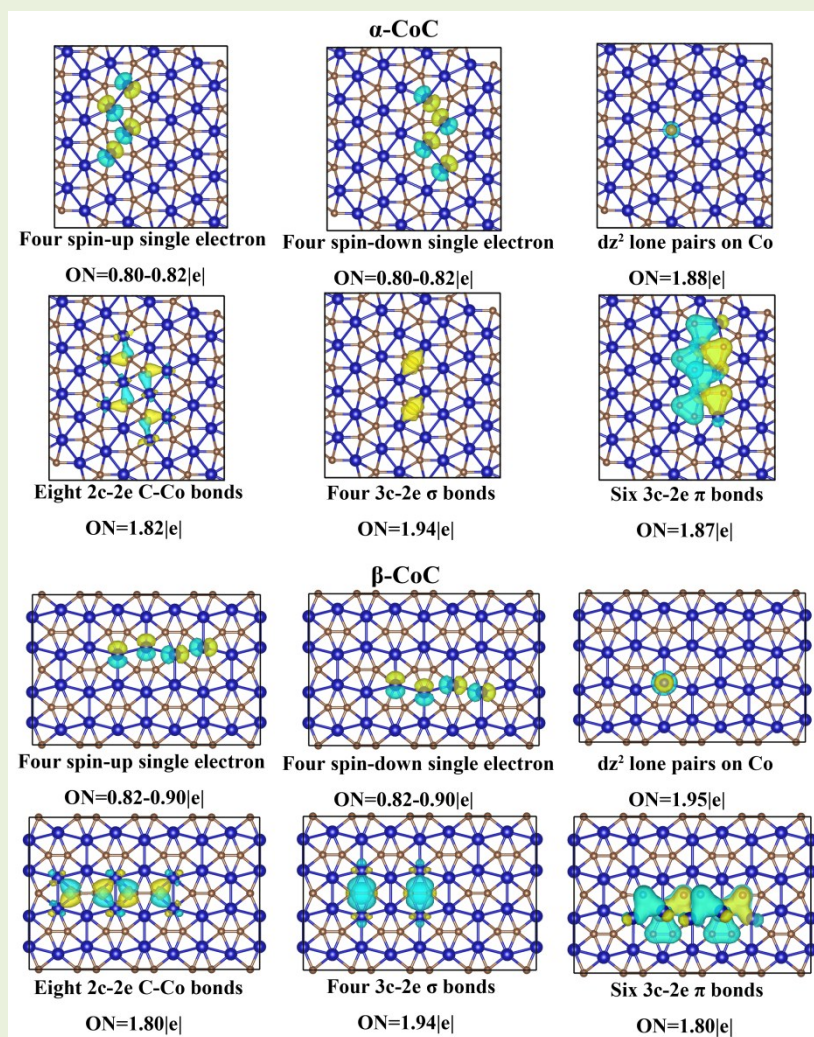 α-CoC
Four spin-up single electron
Four spin-down single electron
dz² lone pairs on Co
ON=0.80-0.82|e|
ON=0.80-0.82|e|
ON=1.88|e|
Eight 2c-2e C-Co bonds
Four 3c-2e σ bonds
Six 3c-2e π bonds
ON=1.82|e|
ON=1.94|e|
ON=1.87|e|
β-CoC
Four spin-up single electron
Four spin-down single electron
dz² lone pairs on Co
ON=0.82-0.90|e|
ON=0.82-0.90|e|
ON=1.95|e|
Eight 2c-2e C-Co bonds
Four 3c-2e σ bonds
Six 3c-2e π bonds
ON=1.80|e|
ON=1.94|e|
ON=1.80|e|